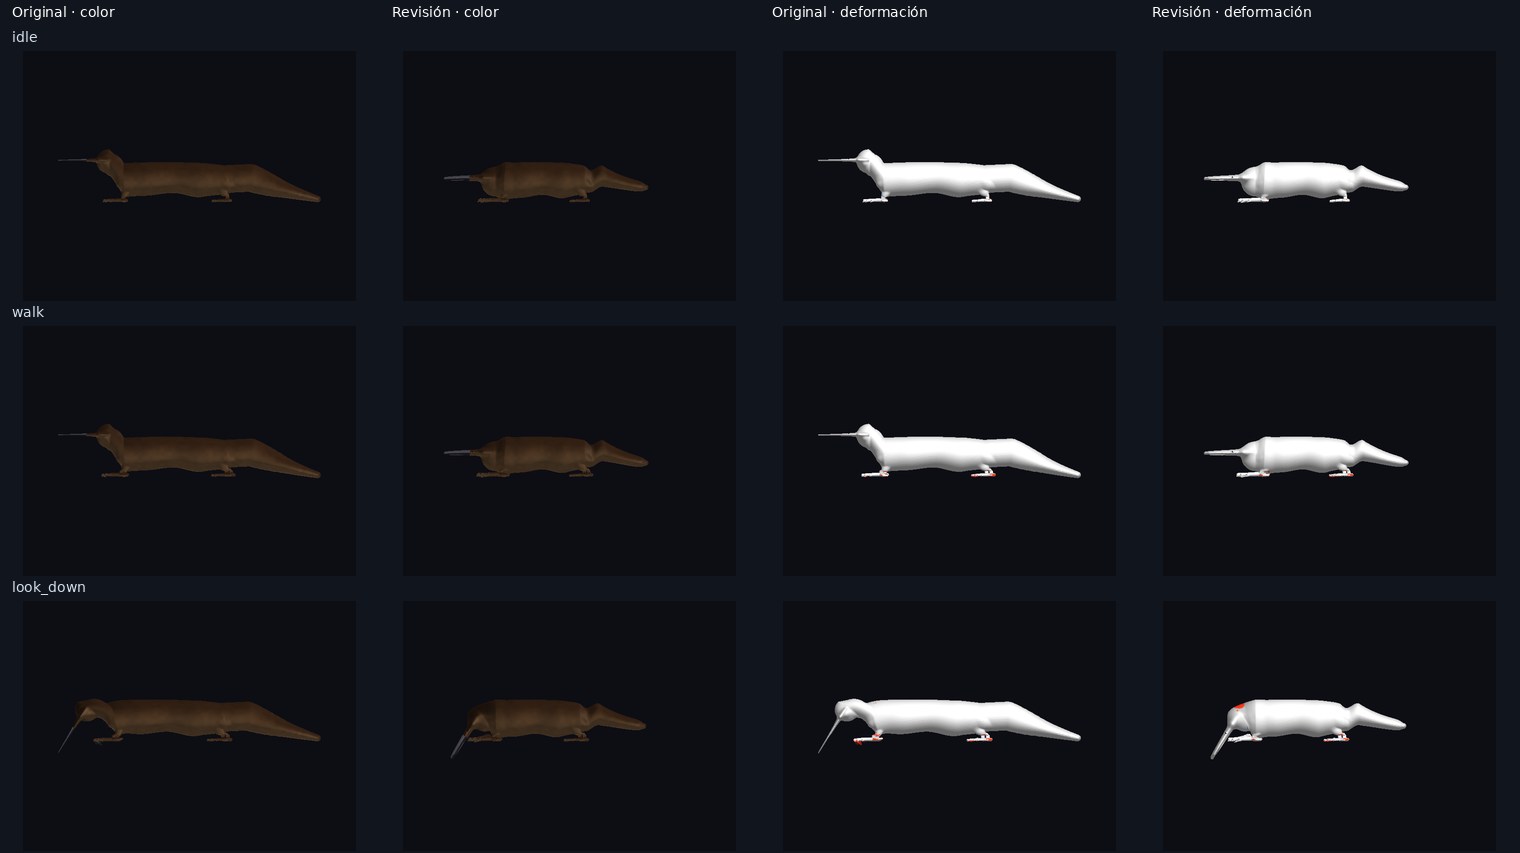 Original · color
Revisión · color
Original · deformación
Revisión · deformación
idle
walk
look_down